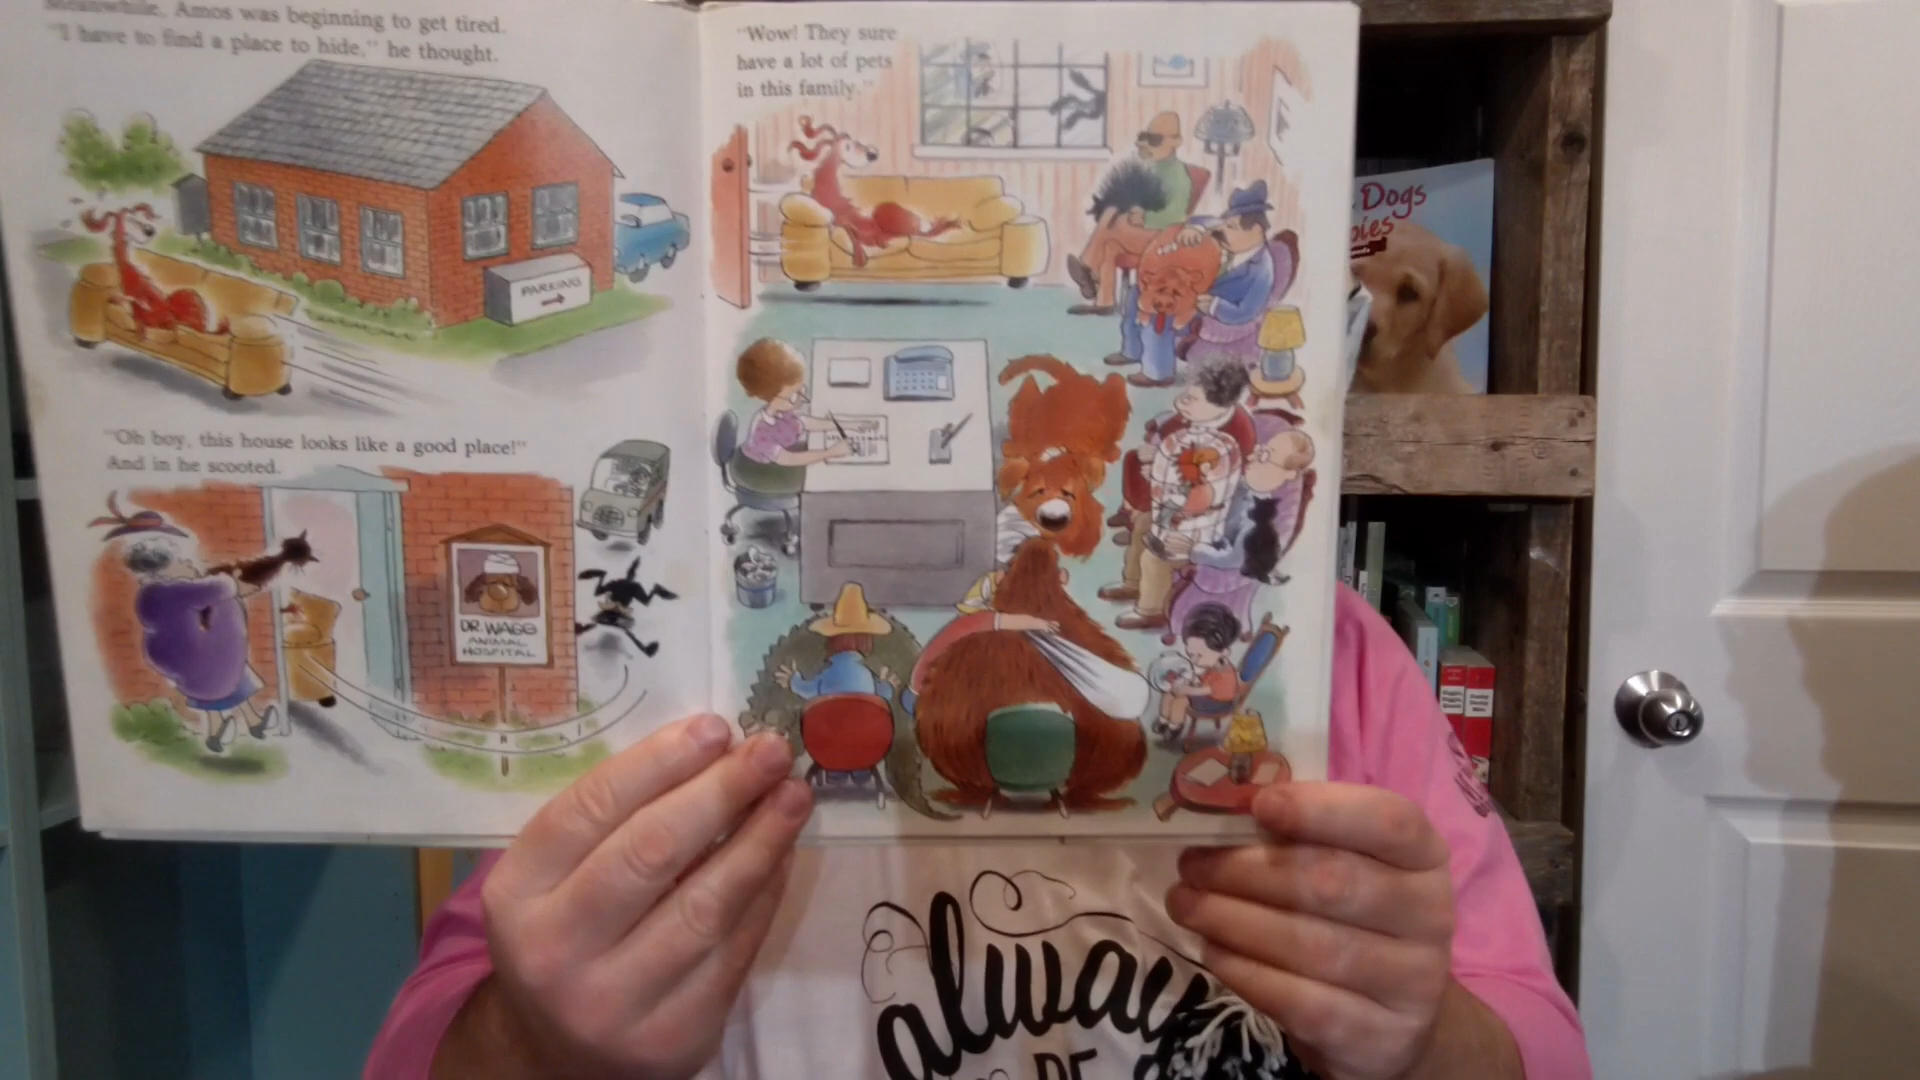 Meanwhile, Amos was beginning to get tired.
"I have to find a place to hide," he thought.
PARKING
"Oh boy, this house looks like a good place!"
And in he scooted.
DR. WAGG
ANIMAL
HOSPITAL
"Wow! They sure
have a lot of pets
in this family."
Dogs
always
BE